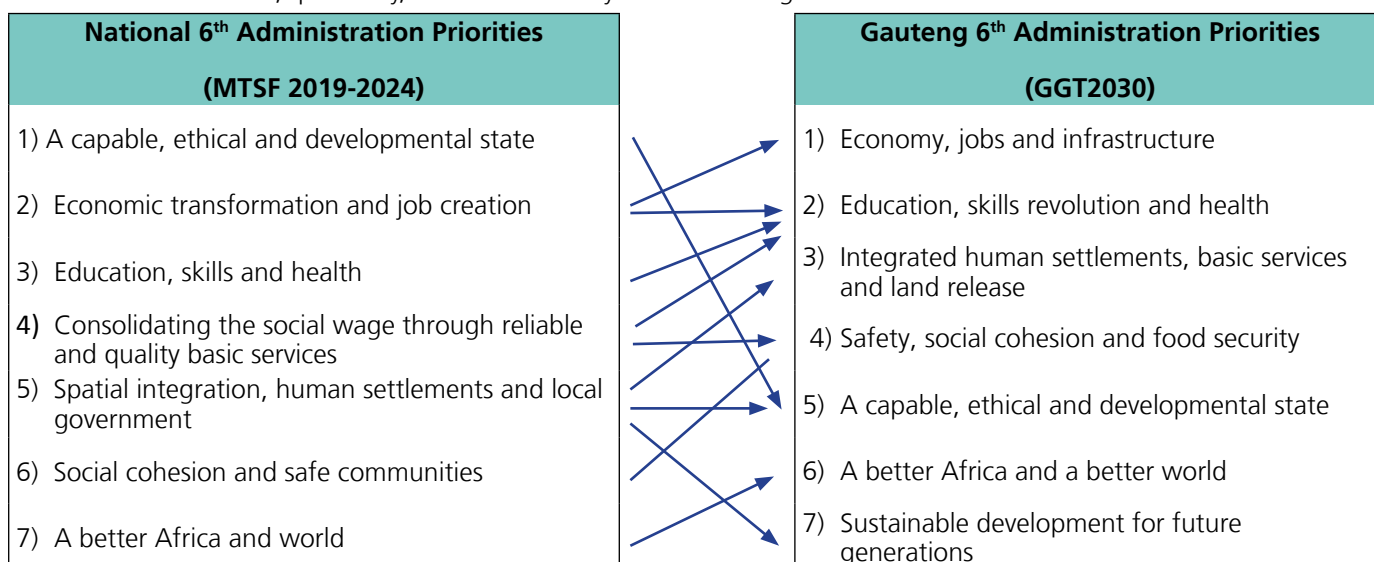 National 6th Administration Priorities
(MTSF 2019-2024)
1) A capable, ethical and developmental state
2) Economic transformation and job creation
3) Education, skills and health
4) Consolidating the social wage through reliable
and quality basic services
5) Spatial integration, human settlements and local
government
6) Social cohesion and safe communities
7) A better Africa and world
Gauteng 6th Administration Priorities
(GGT2030)
1) Economy, jobs and infrastructure
2) Education, skills revolution and health
3) Integrated human settlements, basic services
and land release
4) Safety, social cohesion and food security
5) A capable, ethical and developmental state
6) A better Africa and a better world
7) Sustainable development for future
generations